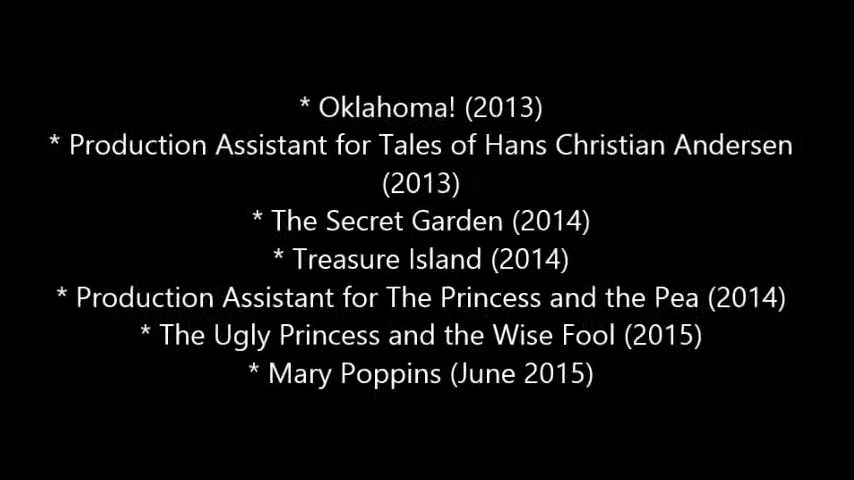 * Oklahoma! (2013)
* Production Assistant for Tales of Hans Christian Andersen
(2013)
* The Secret Garden (2014)
* Treasure Island (2014)
* Production Assistant for The Princess and the Pea (2014)
* The Ugly Princess and the Wise Fool (2015)
* Mary Poppins (June 2015)